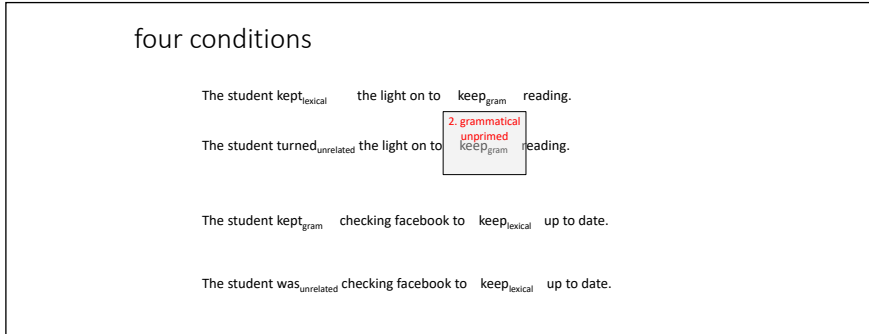 four conditions
The student kept lexical the light on to keep gram reading.
2. grammatical
unprimed
The student turned unrelated the light on to keep gram reading.
The student kept gram checking facebook to keep lexical up to date.
The student was unrelated checking facebook to keep lexical up to date.